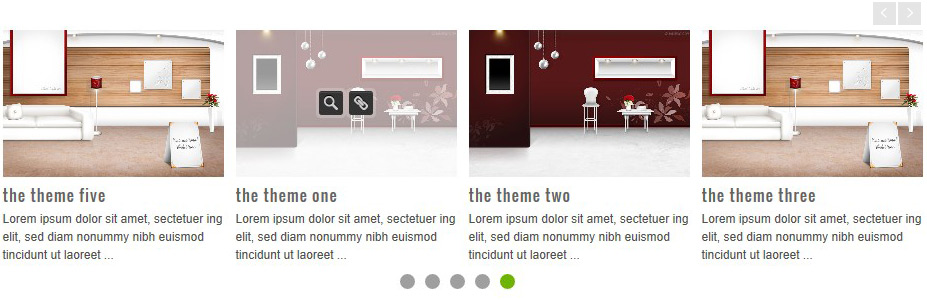 the theme five
Lorem ipsum dolor sit amet, sectetuer ing
elit, sed diam nonummy nibh euismod
tincidunt ut laoreet ...
the theme one
Lorem ipsum dolor sit amet, sectetuer ing
elit, sed diam nonummy nibh euismod
tincidunt ut laoreet ...
the theme two
Lorem ipsum dolor sit amet, sectetuer ing
elit, sed diam nonummy nibh euismod
tincidunt ut laoreet ...
the theme three
Lorem ipsum dolor sit amet, sectetuer ing
elit, sed diam nonummy nibh euismod
tincidunt ut laoreet ...